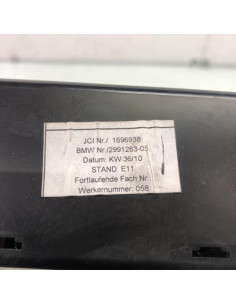 JCI Nr./ 1696938
BMW Nr./2991263-05
Datum: KW 36/10
STAND: E11
Fortlaufende Fach Nr.:
Werkernummer: 058